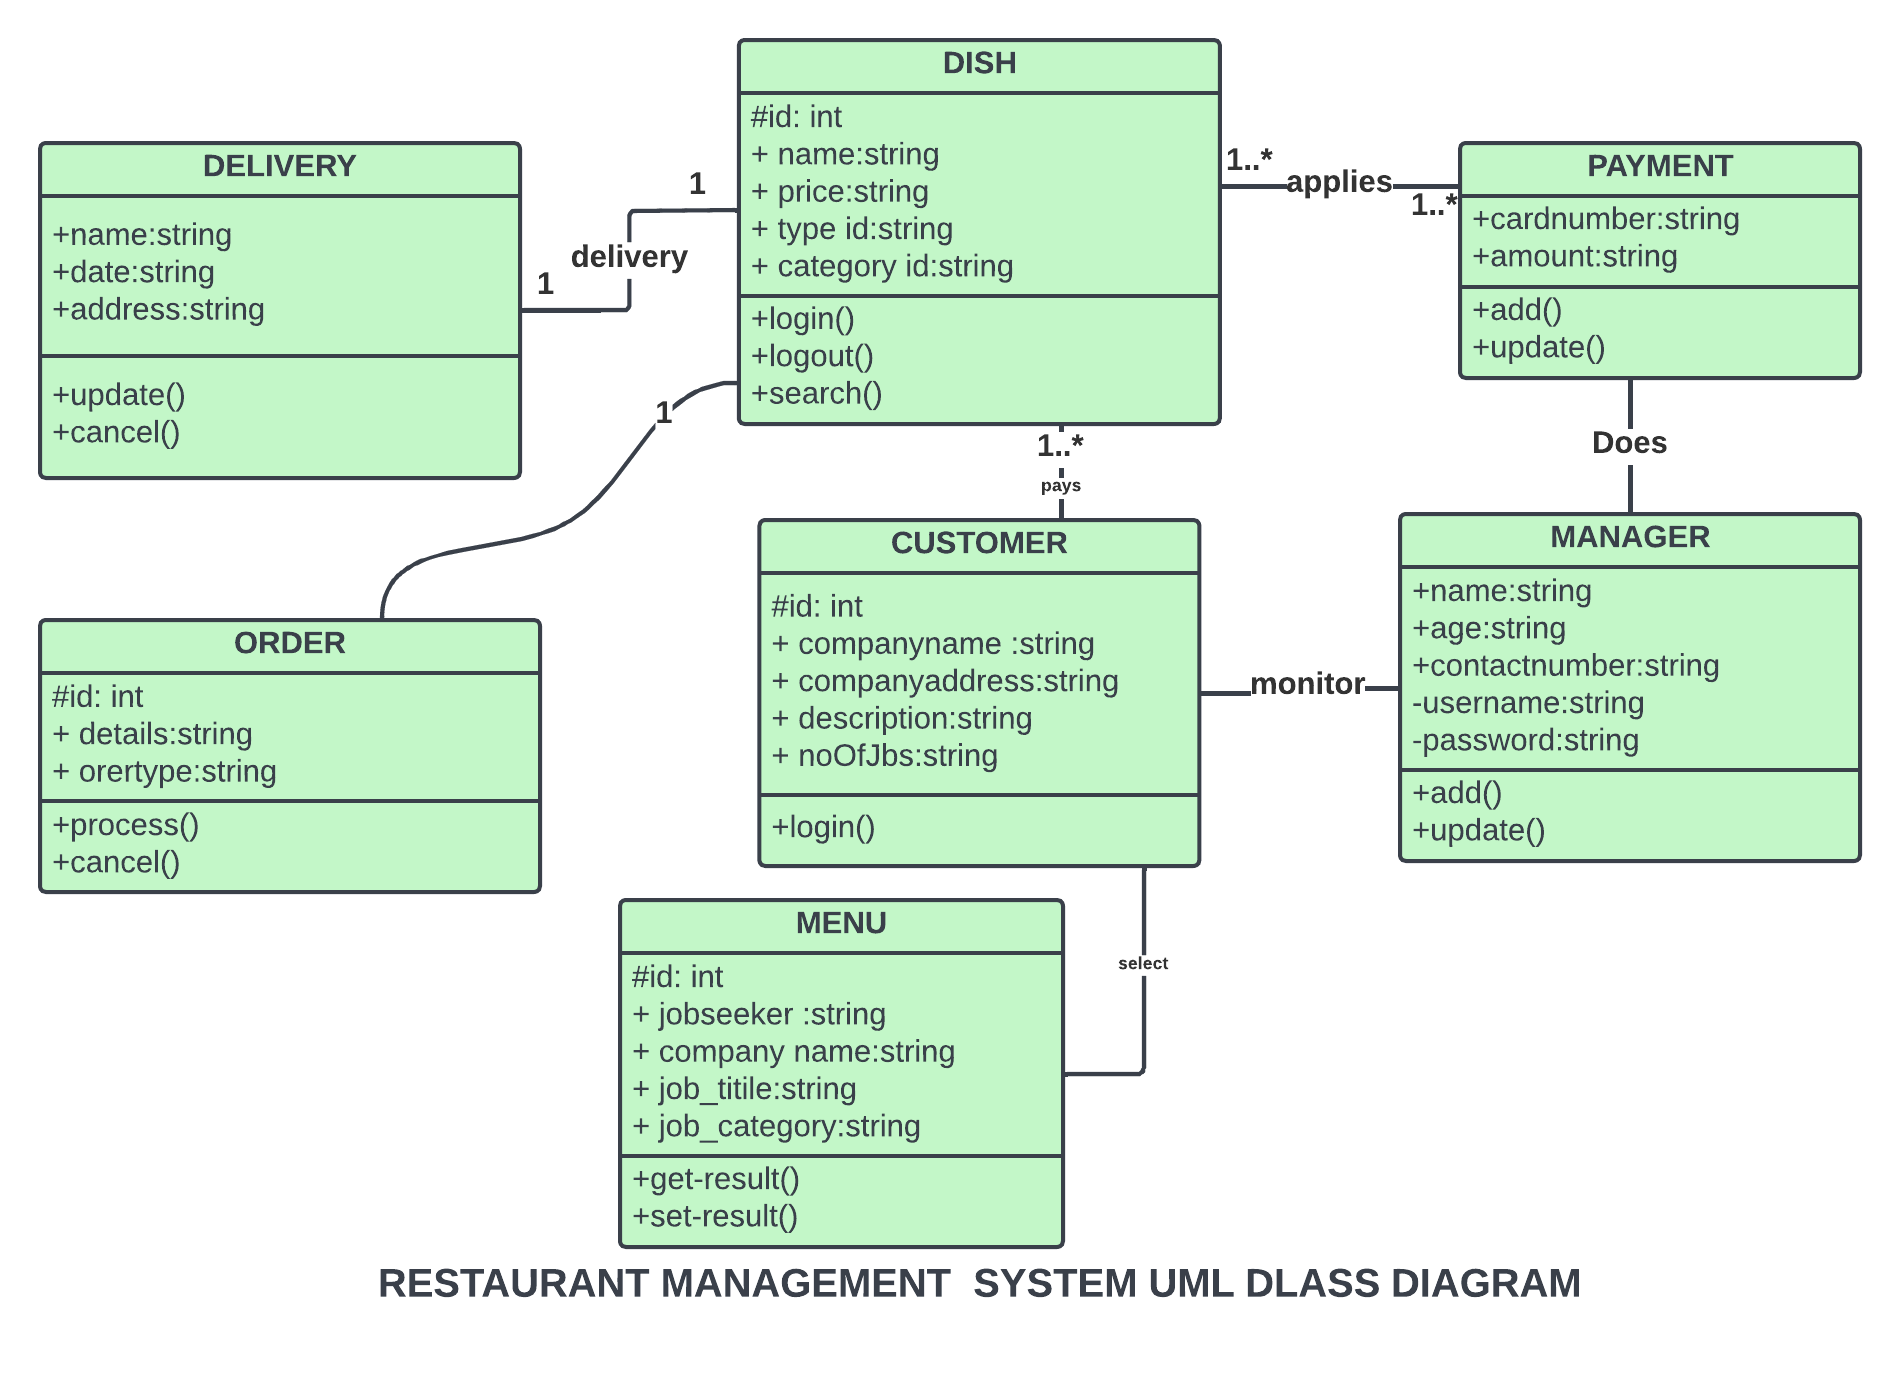 DISH
#id: int
+ name:string
+ price:string
+ type id:string
+ category id:string
+login()
+logout()
+search()
DELIVERY
+name:string
+date:string
+address:string
+update()
+cancel()
1
delivery
1
1..*
applies
1..*
PAYMENT
+cardnumber:string
+amount:string
+add()
+update()
1
1..*
pays
Does
ORDER
#id: int
+ details:string
+ orertype:string
+process()
+cancel()
CUSTOMER
#id: int
+ companyname :string
+ companyaddress:string
+ description:string
+ noOfJbs:string
+login()
monitor
MANAGER
+name:string
+age:string
+contactnumber:string
-username:string
-password:string
+add()
+update()
select
MENU
#id: int
+ jobseeker :string
+ company name:string
+ job_titile:string
+ job_category:string
+get-result()
+set-result()
RESTAURANT MANAGEMENT  SYSTEM UML DLASS DIAGRAM